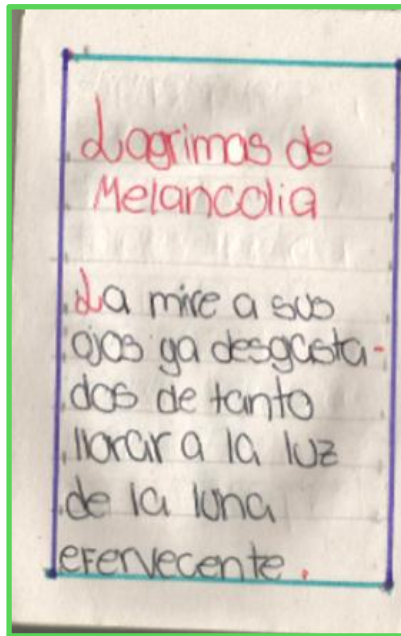 Lagrimas de
Melancolia
La mire a sus
ojos ya desgasta-
dos de tanto
llorar a la luz
de la luna
efervecente.